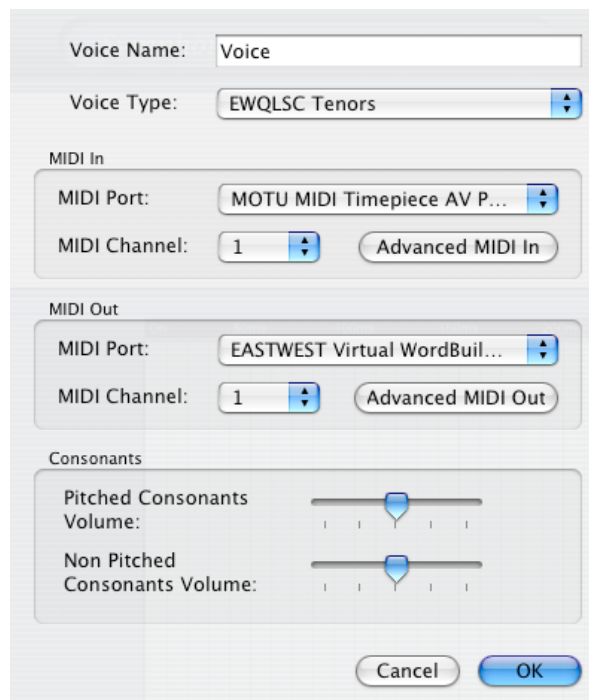 Voice Name: Voice
Voice Type: EWQLSC Tenors
MIDI In
MIDI Port: MOTU MIDI Timepiece AV P...
MIDI Channel: 1 Advanced MIDI In
MIDI Out
MIDI Port: EASTWEST Virtual WordBuil...
MIDI Channel: 1 Advanced MIDI Out
Consonants
Pitched Consonants
Volume:
Non Pitched
Consonants Volume:
Cancel OK